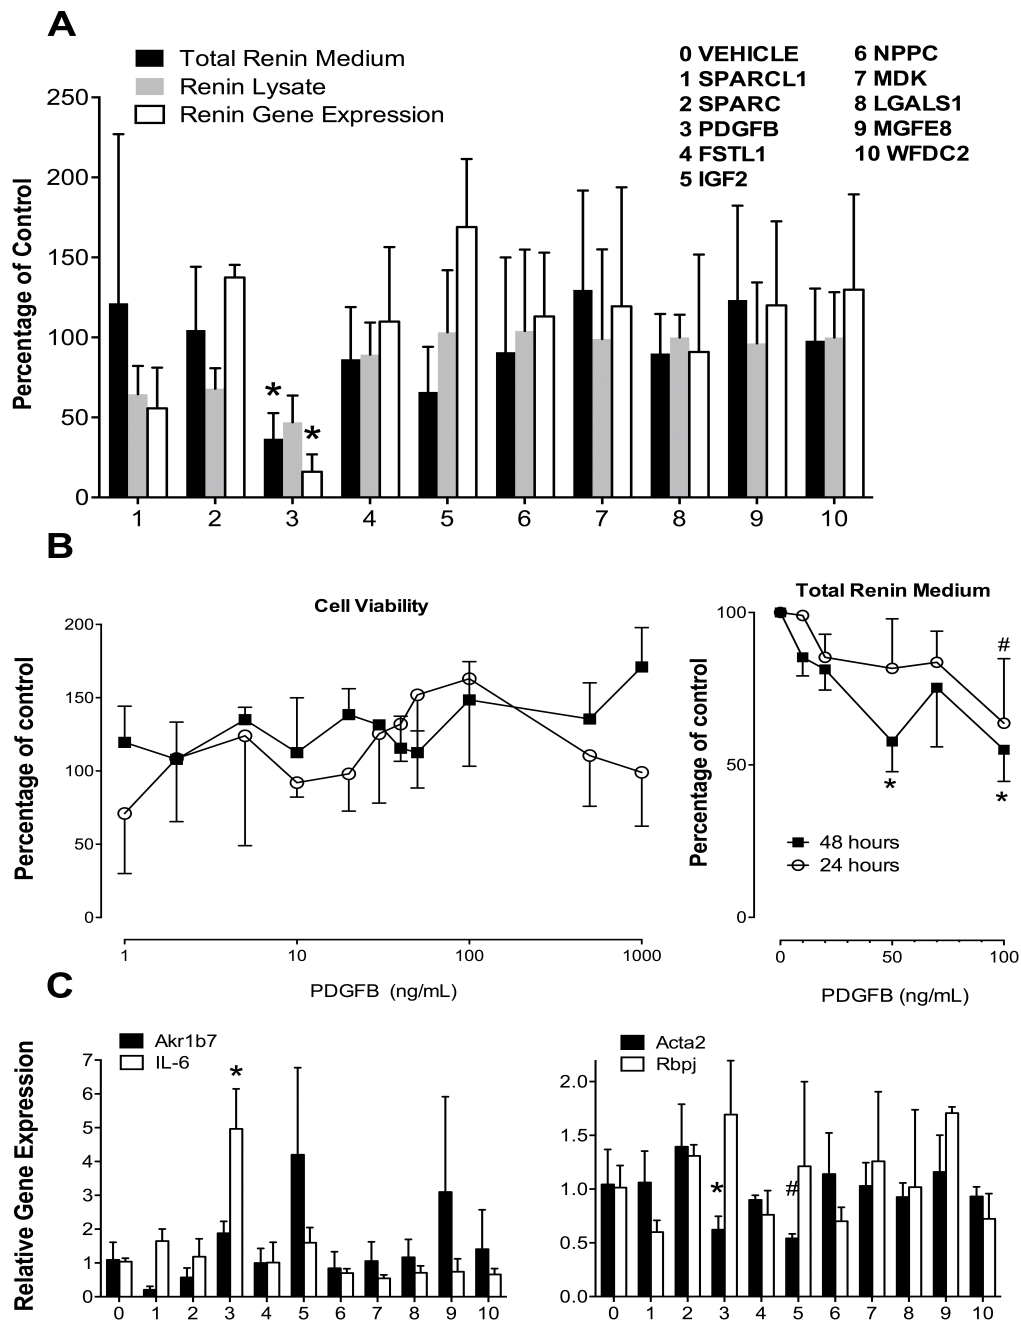 A
Total Renin Medium
Renin Lysate
Renin Gene Expression
0 VEHICLE
1 SPARCL1
2 SPARC
3 PDGFB
4 FSTL1
5 IGF2
6 NPPC
7 MDK
8 LGALS1
9 MGFE8
10 WFDC2
Percentage of Control
250
200
150
100
50
0
* *
1 2 3 4 5 6 7 8 9 10
B
Cell Viability
Percentage of control
200
150
100
50
0
1 10 100 1000
PDGFB (ng/mL)
Total Renin Medium
Percentage of control
100
50
0
#
* *
48 hours
24 hours
0 50 100
PDGFB (ng/mL)
C
Akr1b7
IL-6
Relative Gene Expression
7
6
5
4
3
2
1
0
*
0 1 2 3 4 5 6 7 8 9 10
Acta2
Rbpj
2.0
1.5
1.0
0.5
0.0
* #
0 1 2 3 4 5 6 7 8 9 10